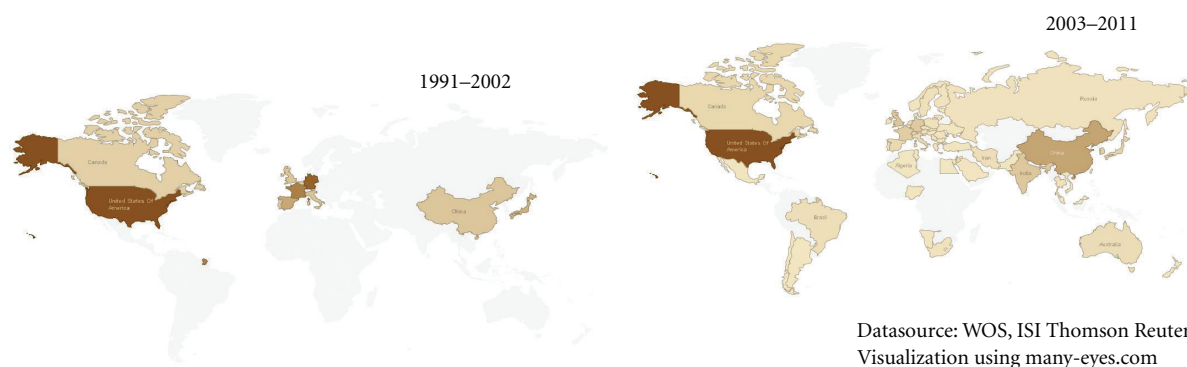 1991–2002
Canada
United States Of
America
China
2003–2011
Canada
United States Of
America
Russia
China
Iran
Algeria
India
Brazil
Australia
Datasource: WOS, ISI Thomson Reuter
Visualization using many-eyes.com